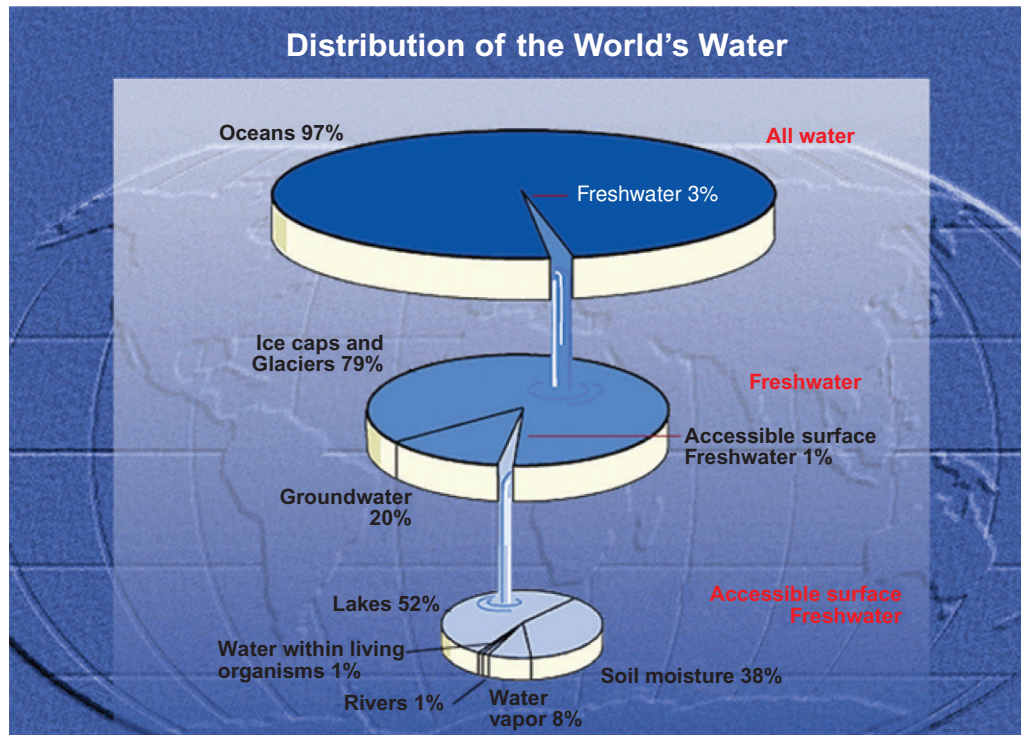 Distribution of the World's Water
Oceans 97%
All water
Freshwater 3%
Ice caps and
Glaciers 79%
Freshwater
Accessible surface
Freshwater 1%
Groundwater
20%
Accessible surface
Freshwater
Lakes 52%
Water within living
organisms 1%
Rivers 1%
Water
vapor 8%
Soil moisture 38%